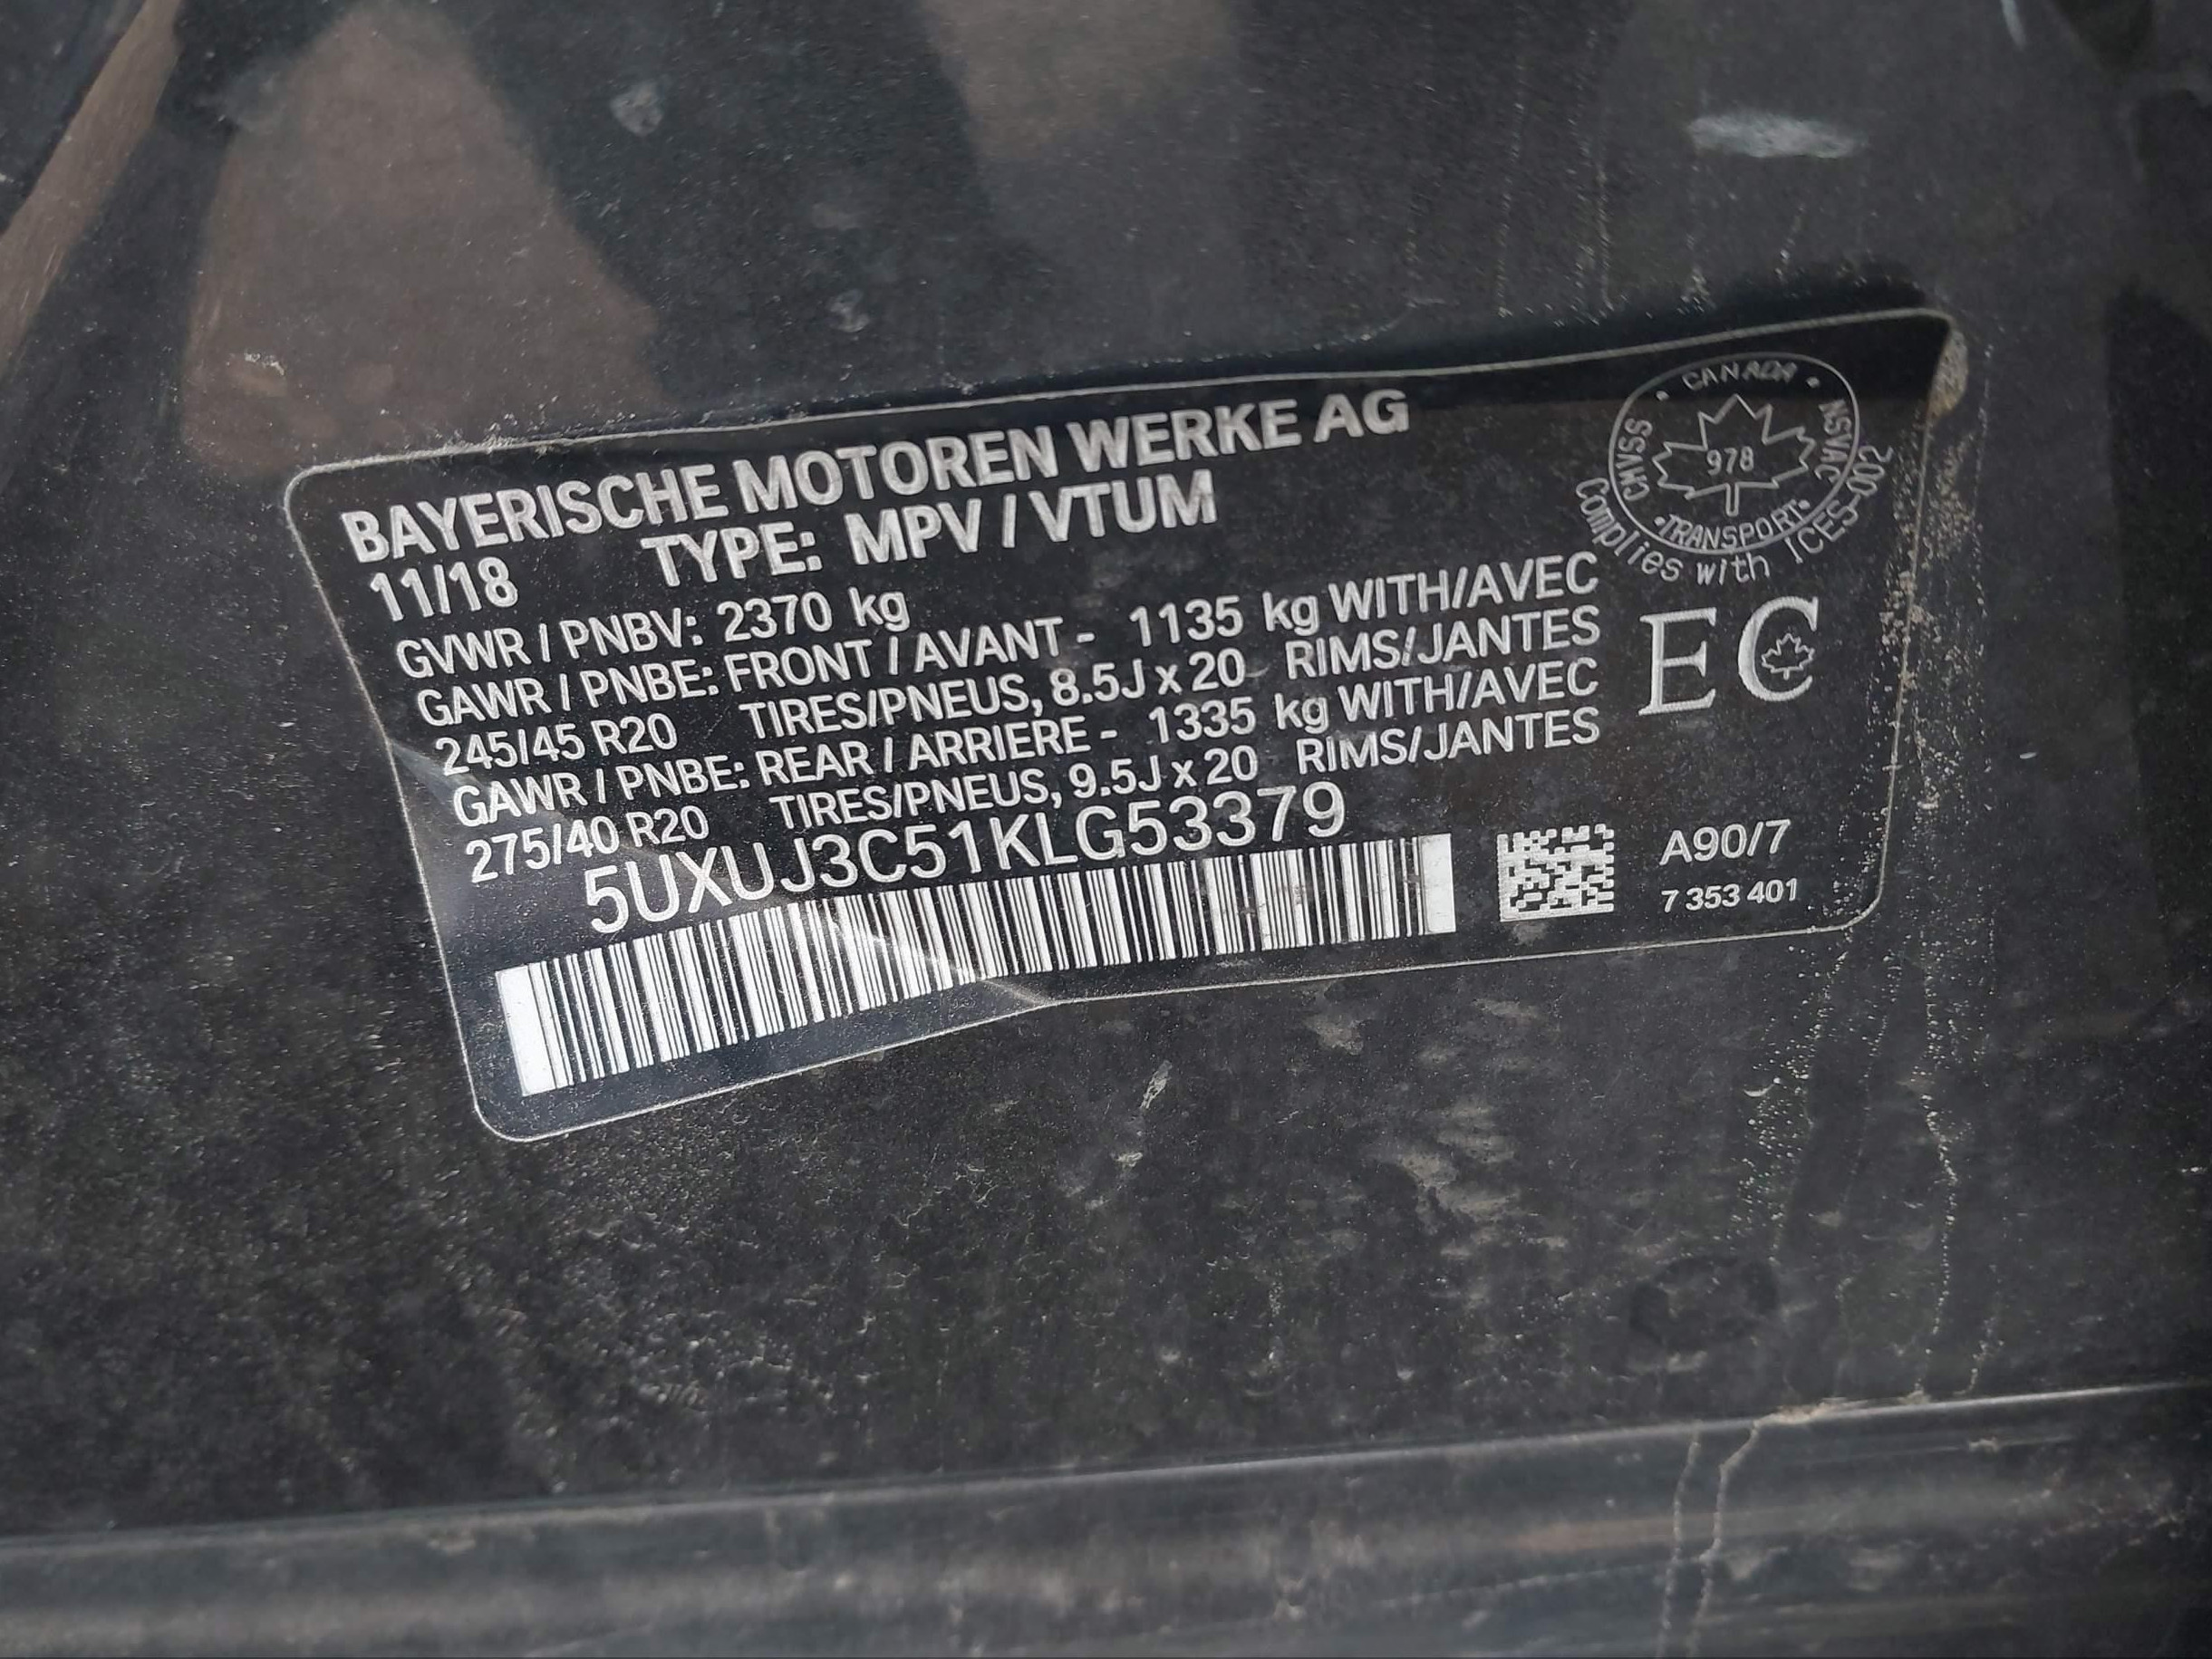 BAYERISCHE MOTOREN WERKE AG
11/18 TYPE: MPV / VTUM
GVWR / PNBV: 2370 kg
GAWR / PNBE: FRONT / AVANT - 1135 kg WITH/AVEC
245/45 R20 TIRES/PNEUS, 8.5J x 20 RIMS/JANTES
GAWR / PNBE: REAR / ARRIERE - 1335 kg WITH/AVEC
275/40 R20 TIRES/PNEUS, 9.5J x 20 RIMS/JANTES
5UXUJ3C51KLG53379
CANADA
CMVSS
978
NSVAC
TRANSPORT
Complies with ICES-002
EC
A90/7
7 353 401